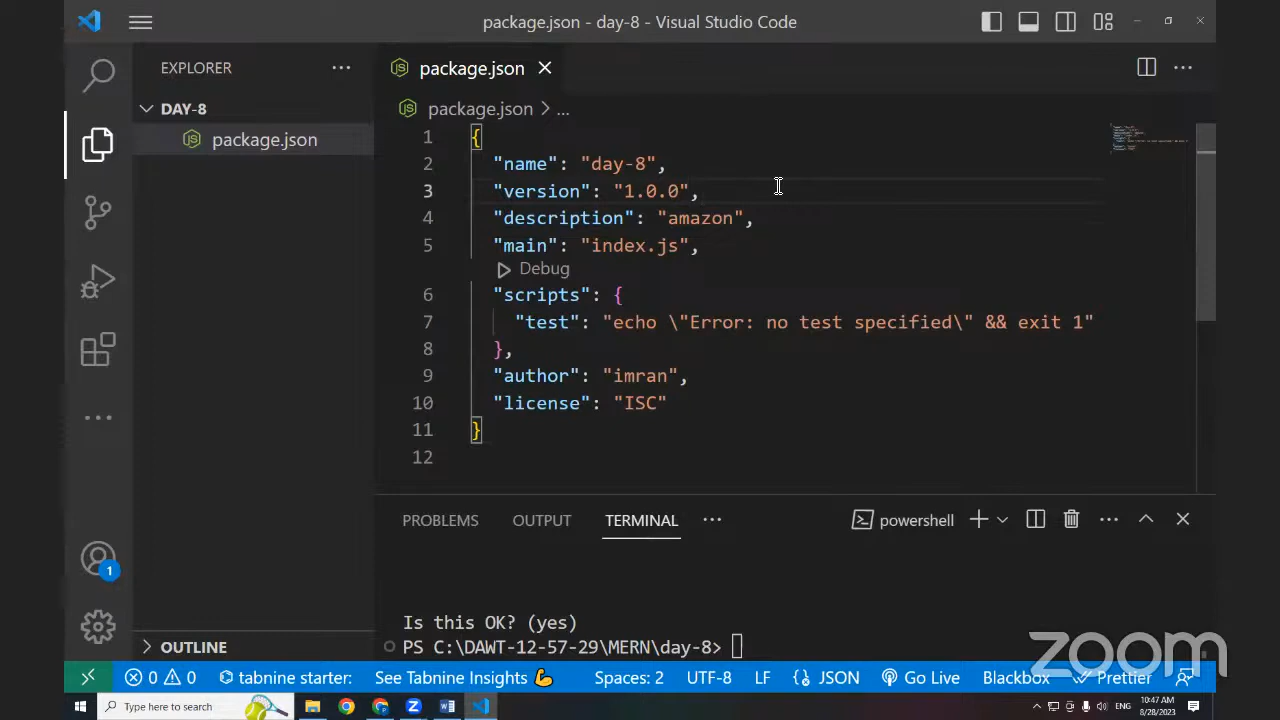 package.json - day-8 - Visual Studio Code
EXPLORER
package.json
DAY-8
package.json
package.json > ...
1 {
2 "name": "day-8",
3 "version": "1.0.0",
4 "description": "amazon",
5 "main": "index.js",
Debug
6 "scripts": {
7 "test": "echo \"Error: no test specified\" && exit 1"
8 },
9 "author": "imran",
10 "license": "ISC"
11 }
12
PROBLEMS OUTPUT TERMINAL powershell
Is this OK? (yes)
PS C:\DAWT-12-57-29\MERN\day-8>
OUTLINE
1
zoom
0 0 tabnine starter: See Tabnine Insights 💪 Spaces: 2 UTF-8 LF {} JSON Go Live Blackbox Prettier
Type here to search
ENG
10:47 AM
8/28/2023